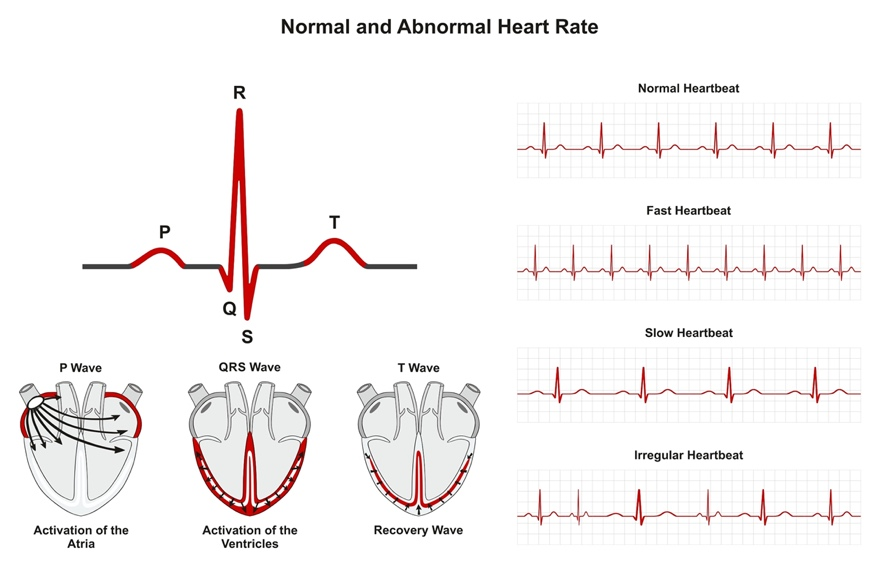 Normal and Abnormal Heart Rate
R
P
T
Q
S
P Wave
QRS Wave
T Wave
Activation of the
Atria
Activation of the
Ventricles
Recovery Wave
Normal Heartbeat
Fast Heartbeat
Slow Heartbeat
Irregular Heartbeat